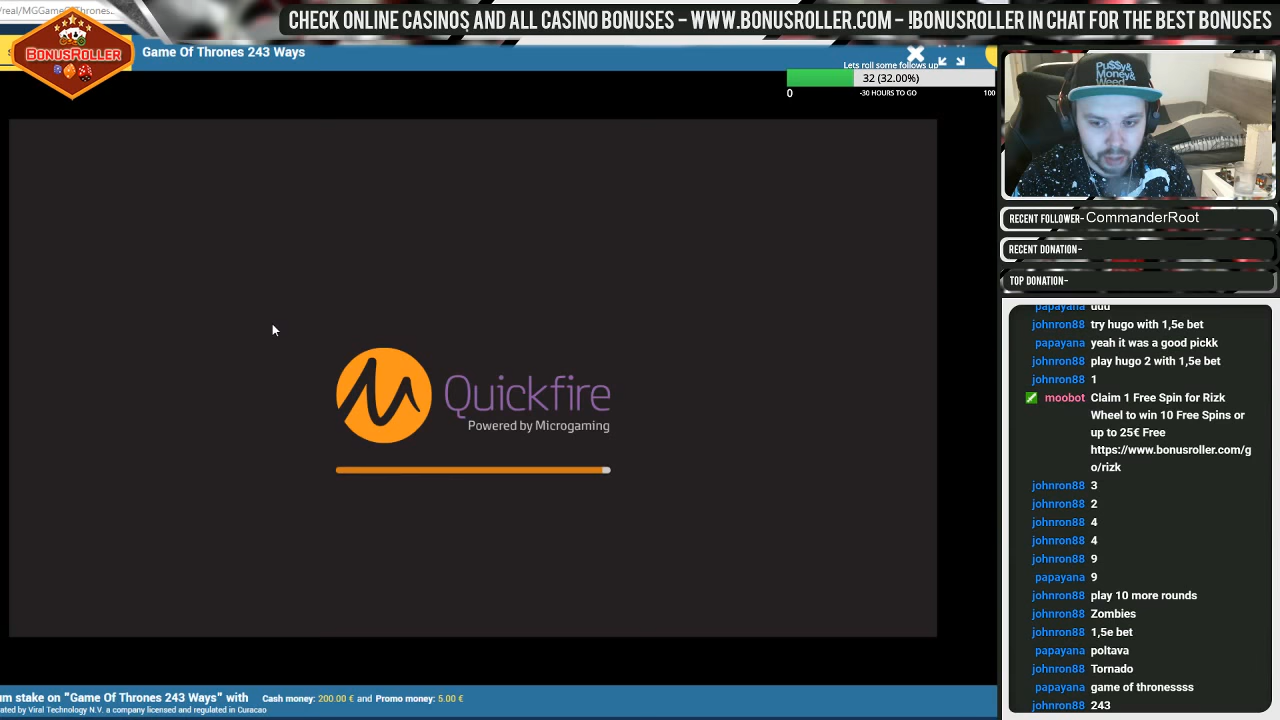 /real/MGGameOfThrones...
CHECK ONLINE CASINOS AND ALL CASINO BONUSES - WWW.BONUSROLLER.COM - !BONUSROLLER IN CHAT FOR THE BEST BONUSES
BONUSROLLER
Game Of Thrones 243 Ways
Lets roll some follows up
32 (32.00%)
0
-30 HOURS TO GO
100
PU$$y&
Money&
Weed
RECENT FOLLOWER- CommanderRoot
RECENT DONATION-
TOP DONATION-
Quickfire
Powered by Microgaming
papayana uuu
johnron88 try hugo with 1,5e bet
papayana yeah it was a good pickk
johnron88 play hugo 2 with 1,5e bet
johnron88 1
moobot Claim 1 Free Spin for Rizk
Wheel to win 10 Free Spins or
up to 25€ Free
https://www.bonusroller.com/g
o/rizk
johnron88 3
johnron88 2
johnron88 4
johnron88 4
johnron88 9
papayana 9
johnron88 play 10 more rounds
johnron88 Zombies
johnron88 1,5e bet
papayana poltava
johnron88 Tornado
papayana game of thronessss
johnron88 243
um stake on "Game Of Thrones 243 Ways" with Cash money: 200.00 € and Promo money: 5.00 €
ated by Viral Technology N.V. a company licensed and regulated in Curacao